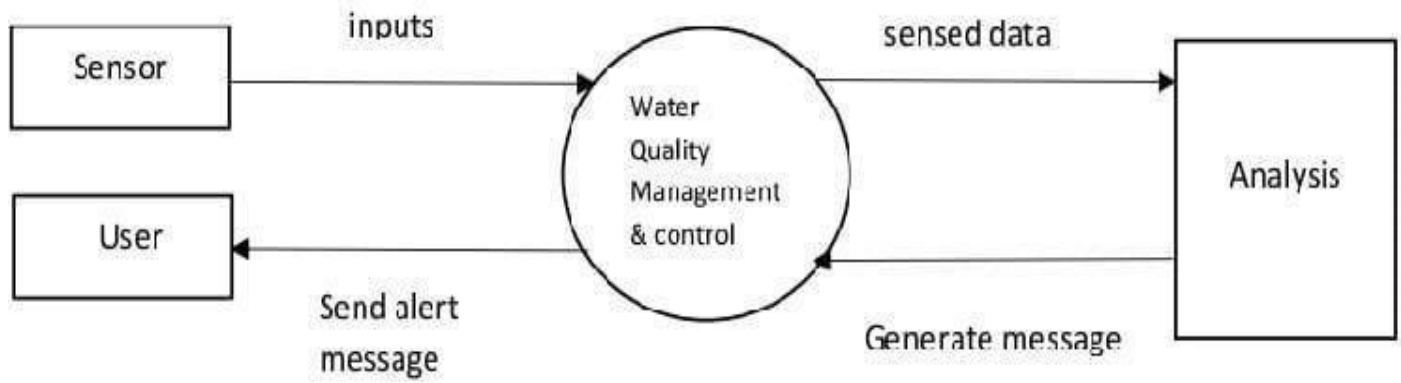 inputs
sensed data
Sensor
Water
Quality
Management
& control
Analysis
User
Send alert
message
Generate message